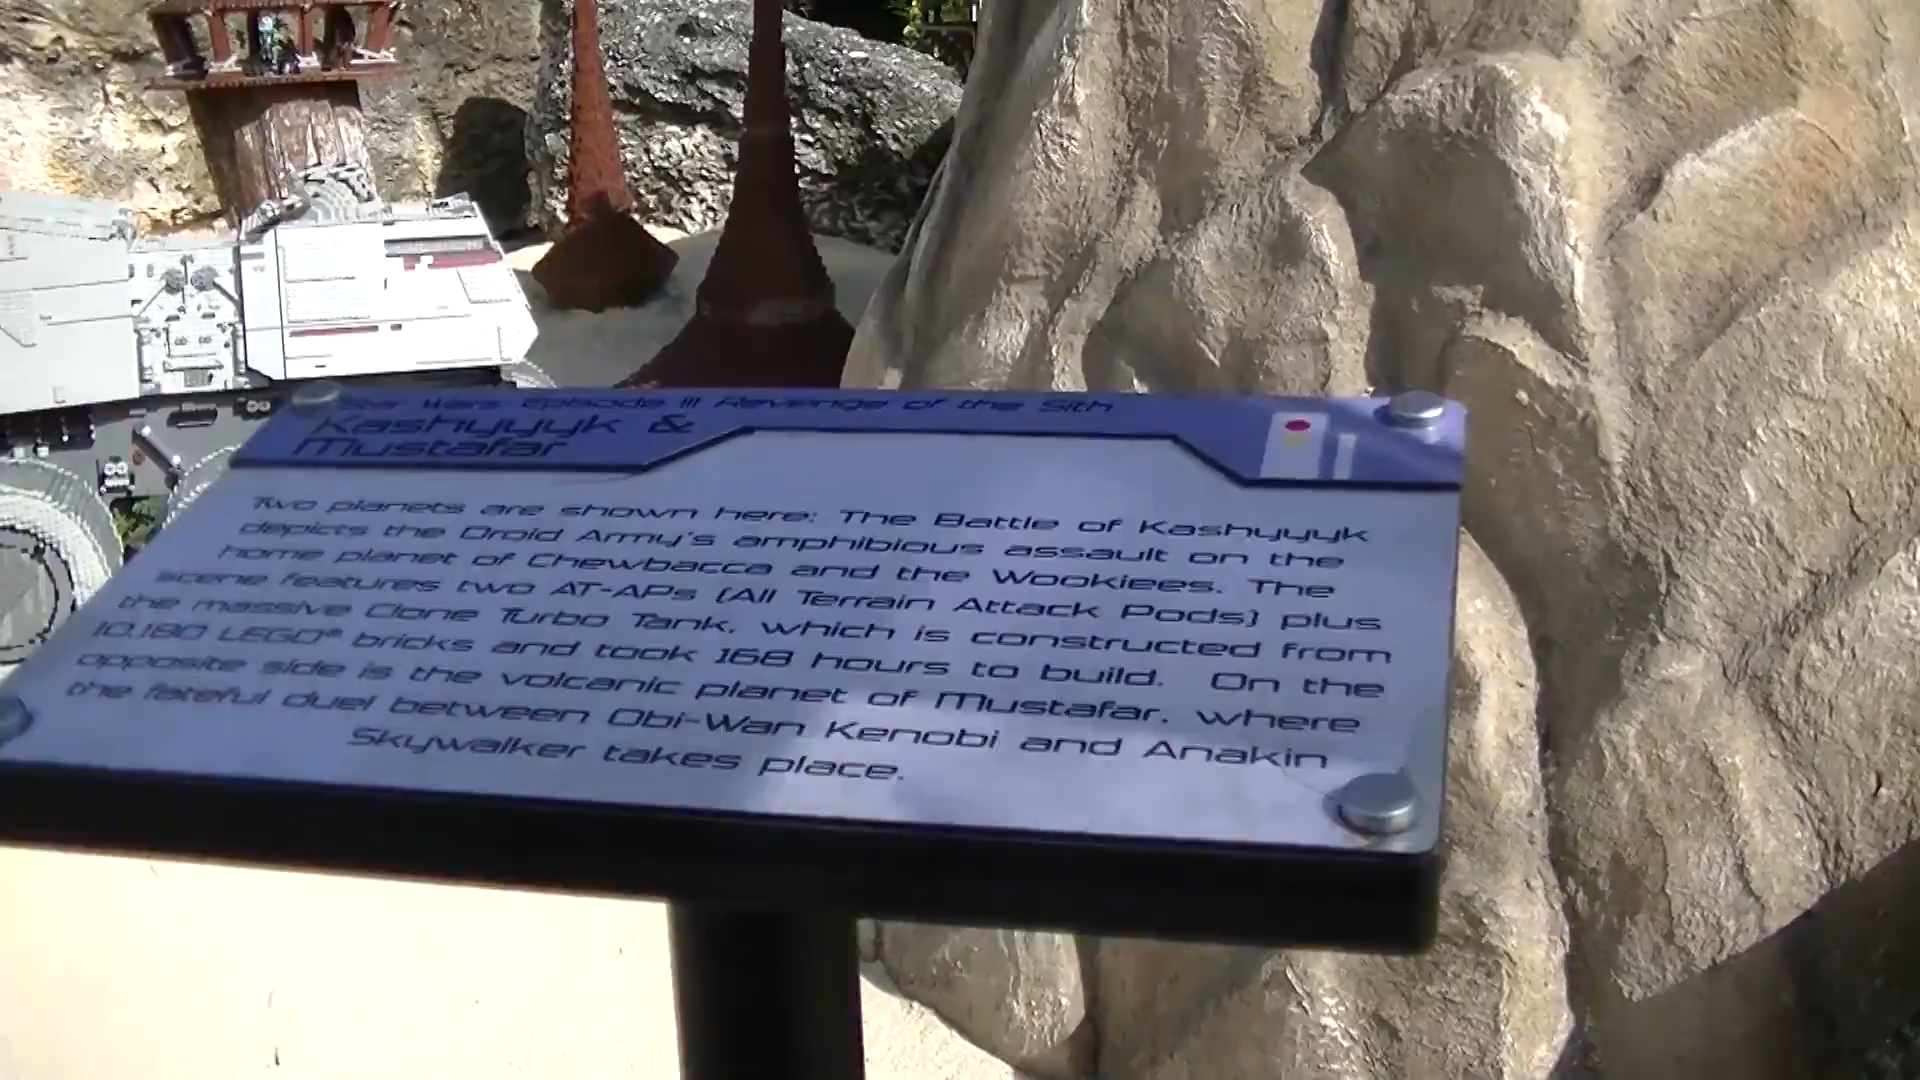 Star Wars Episode III Revenge of the Sith
Kashyyyk &
Mustafar
Two planets are shown here: The Battle of Kashyyyk
depicts the Droid Army's amphibious assault on the
home planet of Chewbacca and the Wookiees. The
scene features two AT-APs (All Terrain Attack Pods) plus
the massive Clone Turbo Tank, which is constructed from
10,180 LEGO® bricks and took 168 hours to build. On the
opposite side is the volcanic planet of Mustafar, where
the fateful duel between Obi-Wan Kenobi and Anakin
Skywalker takes place.